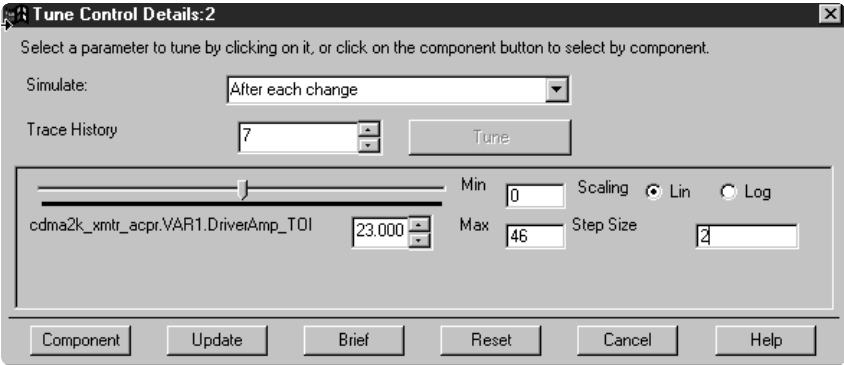 Tune Control Details:2
Select a parameter to tune by clicking on it, or click on the component button to select by component.
Simulate: After each change
Trace History 7 Tune
Min 0 Scaling Lin Log
cdma2k_xmtr_acpr.VAR1.DriverAmp_TOI 23.000 Max 46 Step Size 2
Component Update Brief Reset Cancel Help